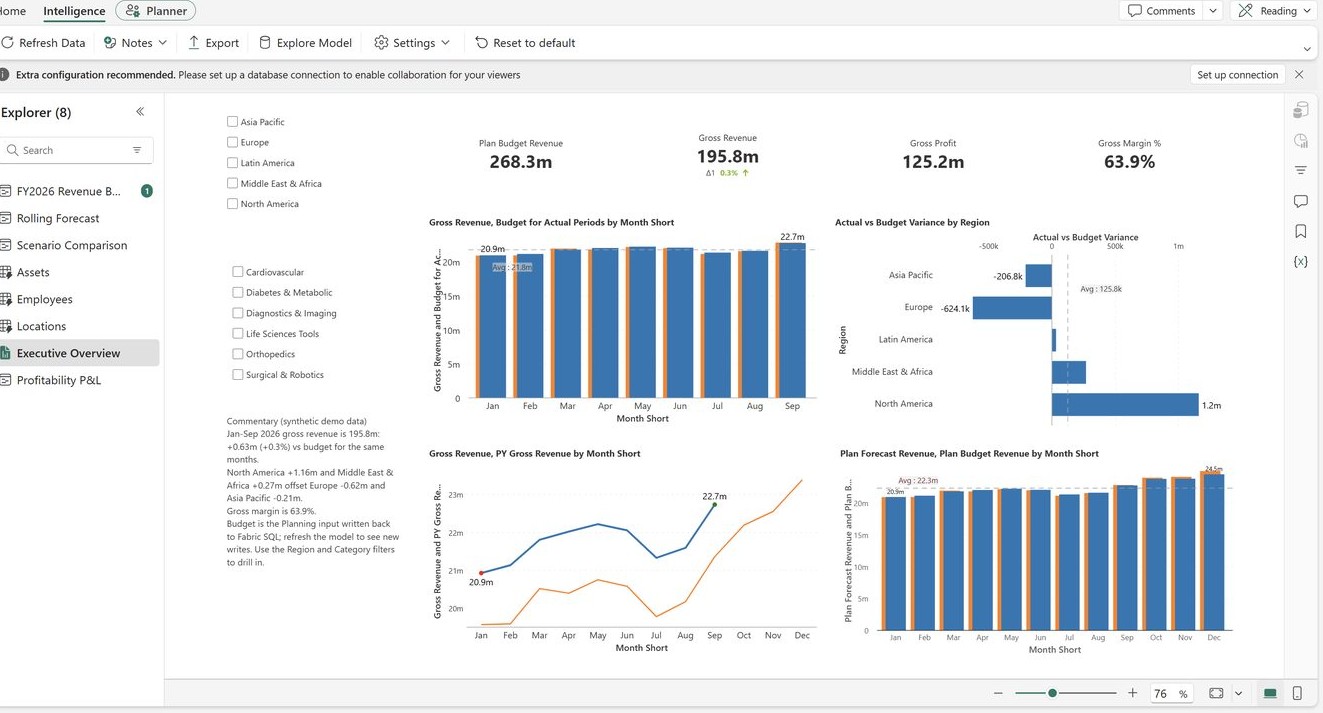 Home
Intelligence
Planner
Comments
Reading
Refresh Data
Notes
Export
Explore Model
Settings
Reset to default
Extra configuration recommended. Please set up a database connection to enable collaboration for your viewers
Set up connection
Explorer (8)
Search
FY2026 Revenue B...
1
Rolling Forecast
Scenario Comparison
Assets
Employees
Locations
Executive Overview
Profitability P&L
Asia Pacific
Europe
Latin America
Middle East & Africa
North America
Cardiovascular
Diabetes & Metabolic
Diagnostics & Imaging
Life Sciences Tools
Orthopedics
Surgical & Robotics
Commentary (synthetic demo data)
Jan-Sep 2026 gross revenue is 195.8m:
+0.63m (+0.3%) vs budget for the same
months.
North America +1.16m and Middle East &
Africa +0.27m offset Europe -0.62m and
Asia Pacific -0.21m.
Gross margin is 63.9%.
Budget is the Planning input written back
to Fabric SQL; refresh the model to see new
writes. Use the Region and Category filters
to drill in.
Plan Budget Revenue
268.3m
Gross Revenue
195.8m
Δ1 0.3% ↑
Gross Profit
125.2m
Gross Margin %
63.9%
Gross Revenue, Budget for Actual Periods by Month Short
Gross Revenue and Budget for Ac...
20m
15m
10m
5m
0
20.9m
Avg : 21.8m
22.7m
Jan Feb Mar Apr May Jun Jul Aug Sep
Month Short
Actual vs Budget Variance by Region
Actual vs Budget Variance
-500k 0 500k 1m
Region
Asia Pacific
-206.8k
Avg : 125.8k
Europe
-624.1k
Latin America
Middle East & Africa
North America
1.2m
Gross Revenue, PY Gross Revenue by Month Short
Gross Revenue and PY Gross Re...
23m
22m
21m
20m
20.9m
22.7m
Jan Feb Mar Apr May Jun Jul Aug Sep Oct Nov Dec
Month Short
Plan Forecast Revenue, Plan Budget Revenue by Month Short
Plan Forecast Revenue and Plan B...
20m
15m
10m
5m
0
Avg : 22.3m
20.9m
24.5m
Jan Feb Mar Apr May Jun Jul Aug Sep Oct Nov Dec
Month Short
76 %